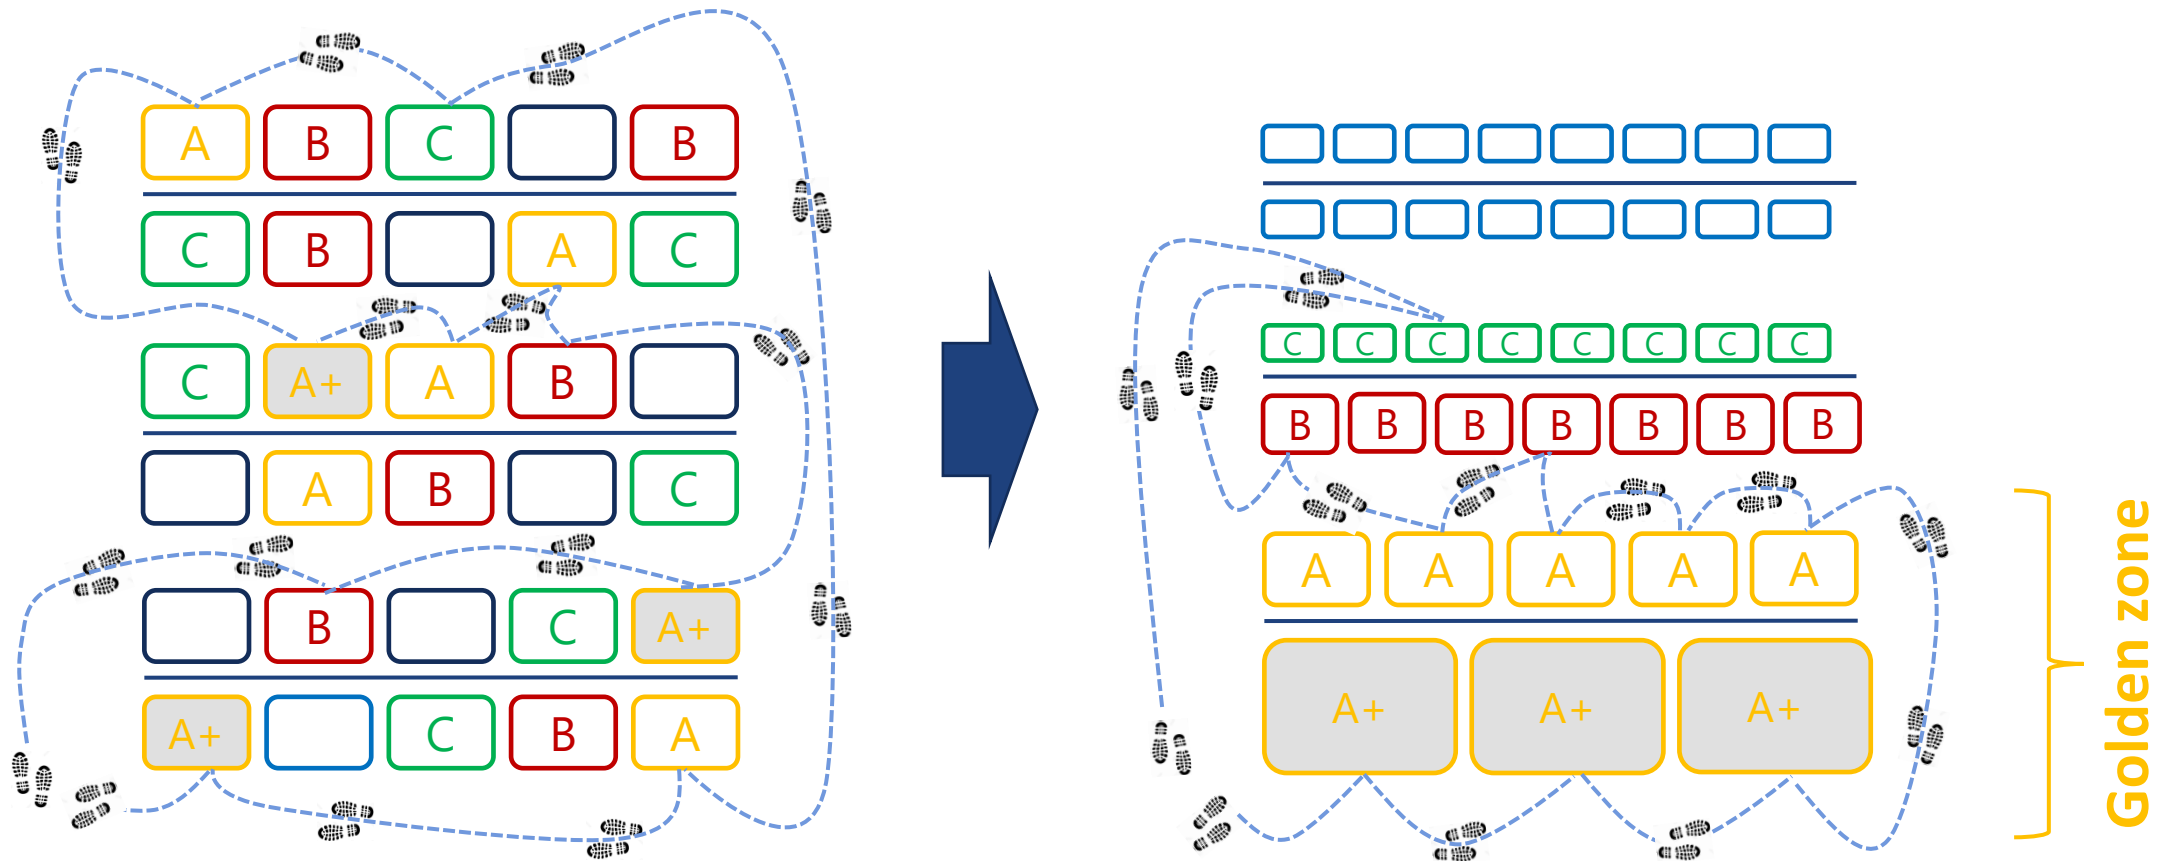 A B C B
C B A C
C A+ A B
A B C
B C A+
A+ C B A
C C C C C C C C
B B B B B B B
A A A A A
A+ A+ A+
Golden zone